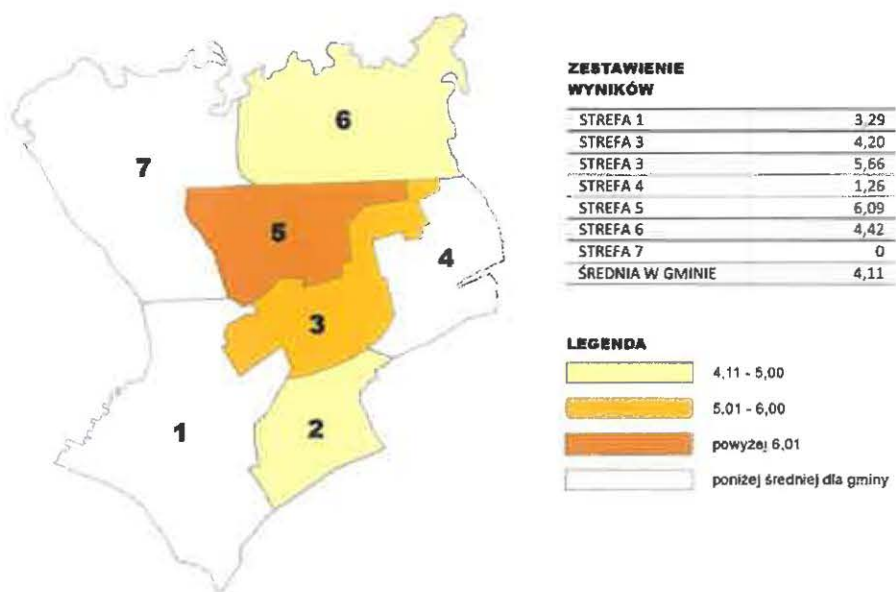 ZESTAWIENIE
WYNIKÓW
STREFA 1 3,29
STREFA 3 4,20
STREFA 3 5,66
STREFA 4 1,26
STREFA 5 6,09
STREFA 6 4,42
STREFA 7 0
ŚREDNIA W GMINIE 4,11
LEGENDA
4,11 - 5,00
5,01 - 6,00
powyżej 6,01
poniżej średniej dla gminy
6
7
5
4
3
1
2